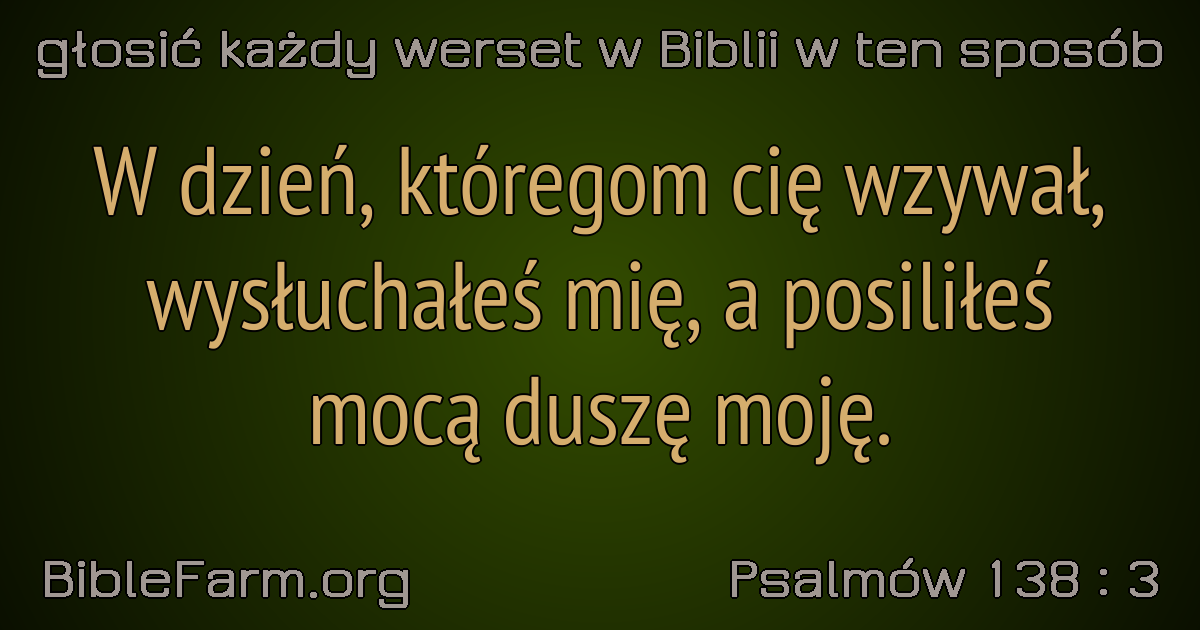 głosić każdy werset w Biblii w ten sposób
W dzień, któregom cię wzywał,
wysłuchałeś mię, a posiliłeś
mocą duszę moję.
BibleFarm.org
Psalmów 138 : 3